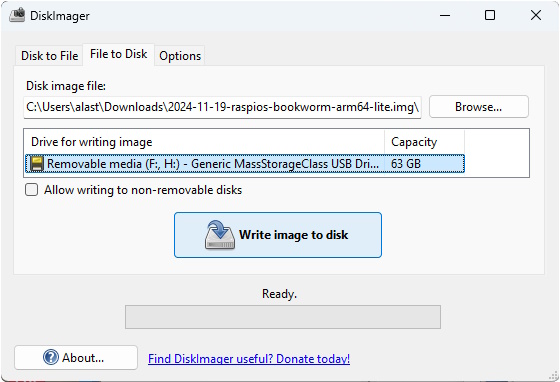 DiskImager
Disk to File
File to Disk
Options
Disk image file:
C:\Users\alast\Downloads\2024-11-19-raspios-bookworm-arm64-lite.img\
Browse...
Drive for writing image
Capacity
Removable media (F:, H:) - Generic MassStorageClass USB Dri...
63 GB
Allow writing to non-removable disks
Write image to disk
Ready.
About...
Find DiskImager useful? Donate today!